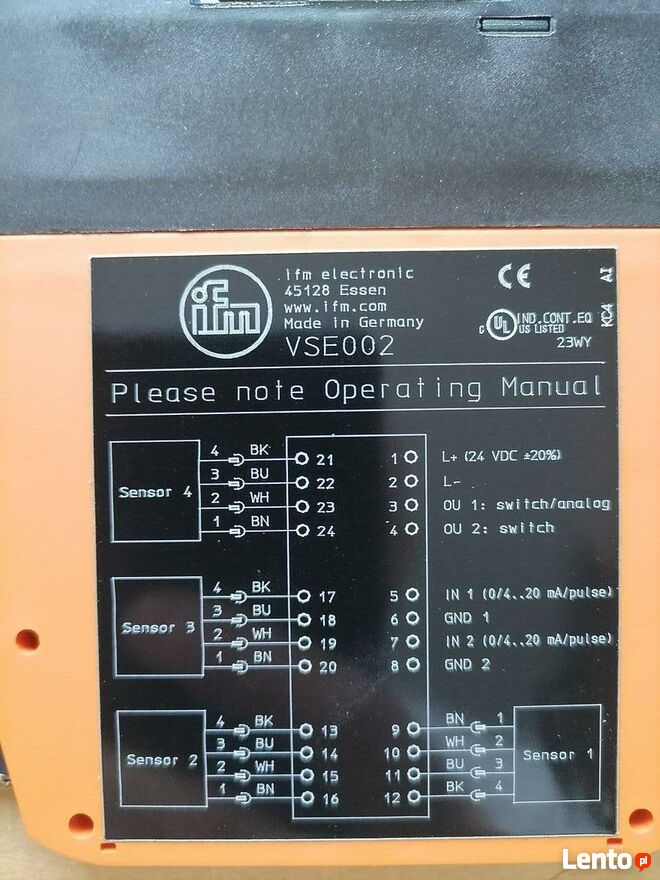 ifm
ifm electronic
45128 Essen
www.ifm.com
Made in Germany
VSE002
CE
AI
KC4
c UL US LISTED
IND.CONT.EQ
23WY
Please note Operating Manual
Sensor 4
4 BK 21
3 BU 22
2 WH 23
1 BN 24
1 L+ (24 VDC ±20%)
2 L-
3 OU 1: switch/analog
4 OU 2: switch
Sensor 3
4 BK 17
3 BU 18
2 WH 19
1 BN 20
5 IN 1 (0/4..20 mA/pulse)
6 GND 1
7 IN 2 (0/4..20 mA/pulse)
8 GND 2
Sensor 2
4 BK 13
3 BU 14
2 WH 15
1 BN 16
9 BN 1
10 WH 2
11 BU 3
12 BK 4
Sensor 1
Lento.pl